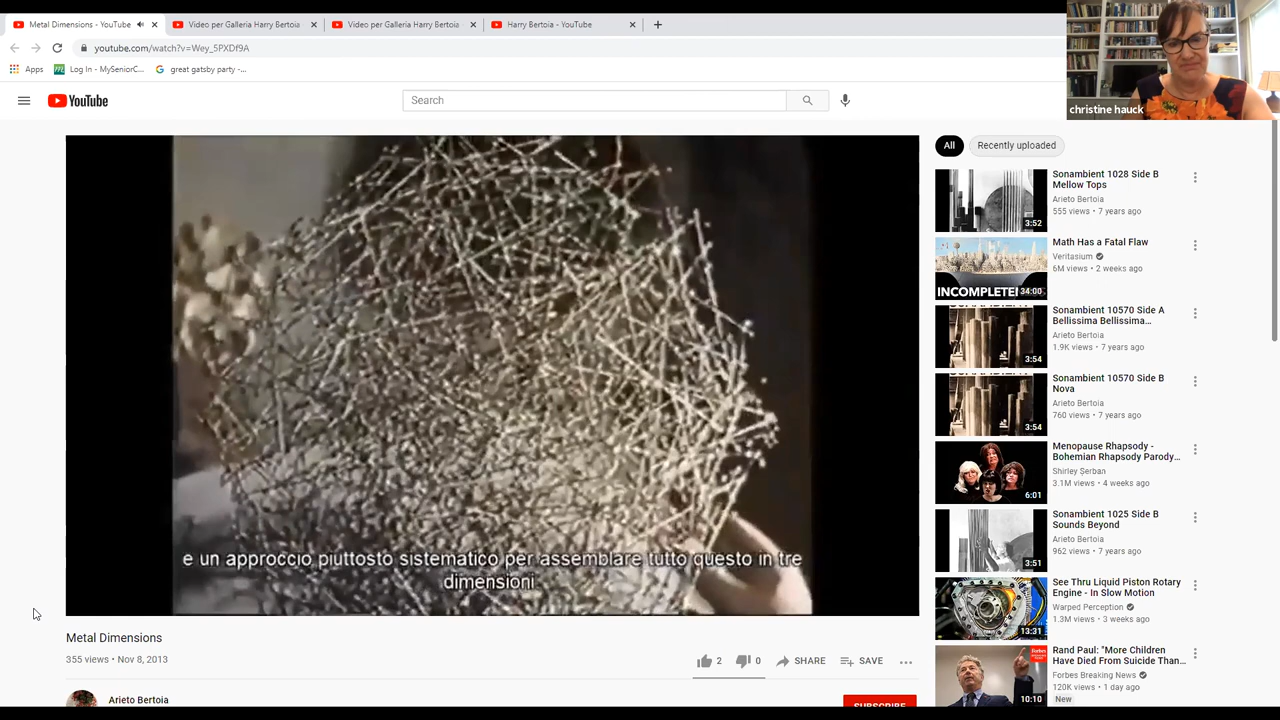 Metal Dimensions - YouTube
Video per Galleria Harry Bertoia
Video per Galleria Harry Bertoia
Harry Bertoia - YouTube
youtube.com/watch?v=Wey_5PXDf9A
Apps
Log In - MySeniorC...
great gatsby party -...
YouTube
Search
christine hauck
e un approccio piuttosto sistematico per assemblare tutto questo in tre
dimensioni
Metal Dimensions
355 views • Nov 8, 2013
2
0
SHARE
SAVE
Arieto Bertoia
SUBSCRIBE
All
Recently uploaded
Sonambient 1028 Side B
Mellow Tops
Arieto Bertoia
555 views • 7 years ago
3:52
Math Has a Fatal Flaw
Veritasium
6M views • 2 weeks ago
INCOMPLETE
34:00
Sonambient 10570 Side A
Bellissima Bellissima...
Arieto Bertoia
1.9K views • 7 years ago
3:54
Sonambient 10570 Side B
Nova
Arieto Bertoia
760 views • 7 years ago
3:54
Menopause Rhapsody -
Bohemian Rhapsody Parody...
Shirley Șerban
3.1M views • 4 weeks ago
6:01
Sonambient 1025 Side B
Sounds Beyond
Arieto Bertoia
962 views • 7 years ago
3:51
See Thru Liquid Piston Rotary
Engine - In Slow Motion
Warped Perception
1.3M views • 3 weeks ago
13:31
Rand Paul: "More Children
Have Died From Suicide Than...
Forbes Breaking News
120K views • 1 day ago
New
10:10